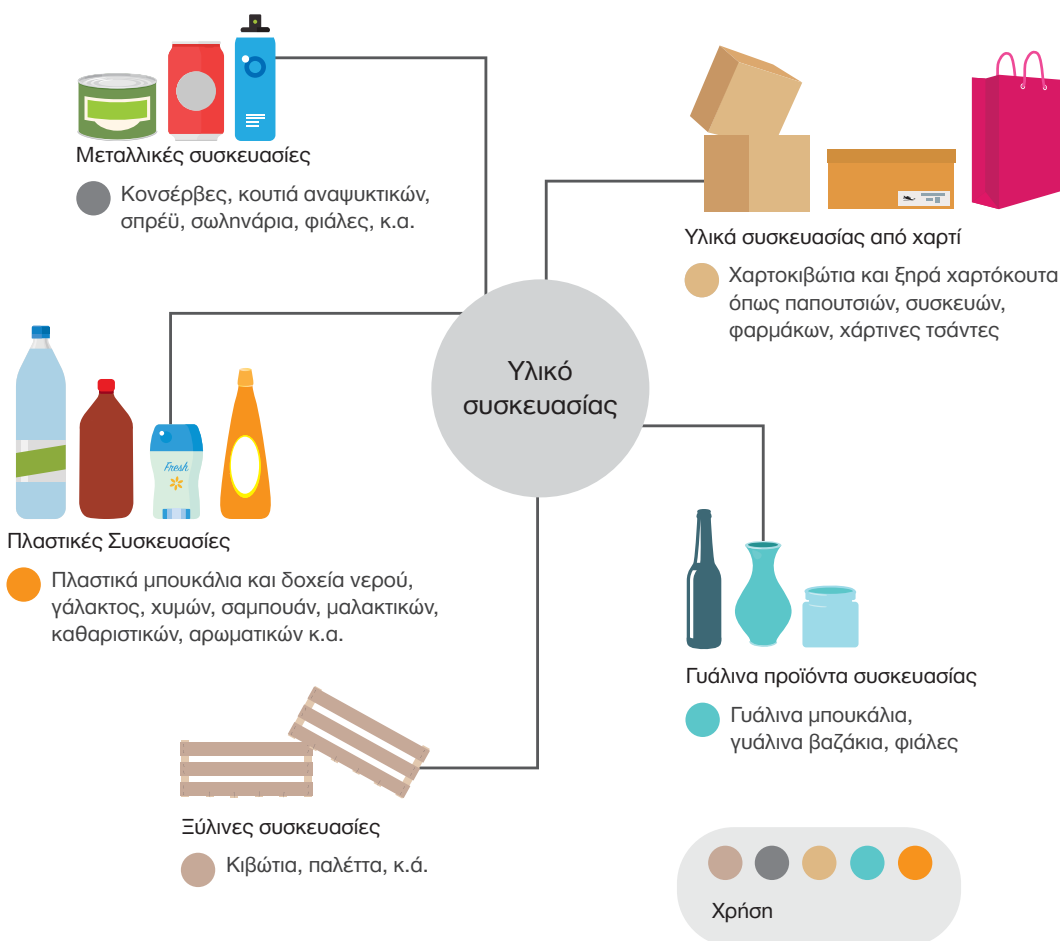 Μεταλλικές συσκευασίες
Κονσέρβες, κουτιά αναψυκτικών,
σπρέϋ, σωληνάρια, φιάλες, κ.α.
Υλικά συσκευασίας από χαρτί
Χαρτοκιβώτια και ξηρά χαρτόκουτα
όπως παπουτσιών, συσκευών,
φαρμάκων, χάρτινες τσάντες
Υλικό
συσκευασίας
Fresh
Πλαστικές Συσκευασίες
Πλαστικά μπουκάλια και δοχεία νερού,
γάλακτος, χυμών, σαμπουάν, μαλακτικών,
καθαριστικών, αρωματικών κ.α.
Γυάλινα προϊόντα συσκευασίας
Γυάλινα μπουκάλια,
γυάλινα βαζάκια, φιάλες
Ξύλινες συσκευασίες
Κιβώτια, παλέττα, κ.ά.
Χρήση